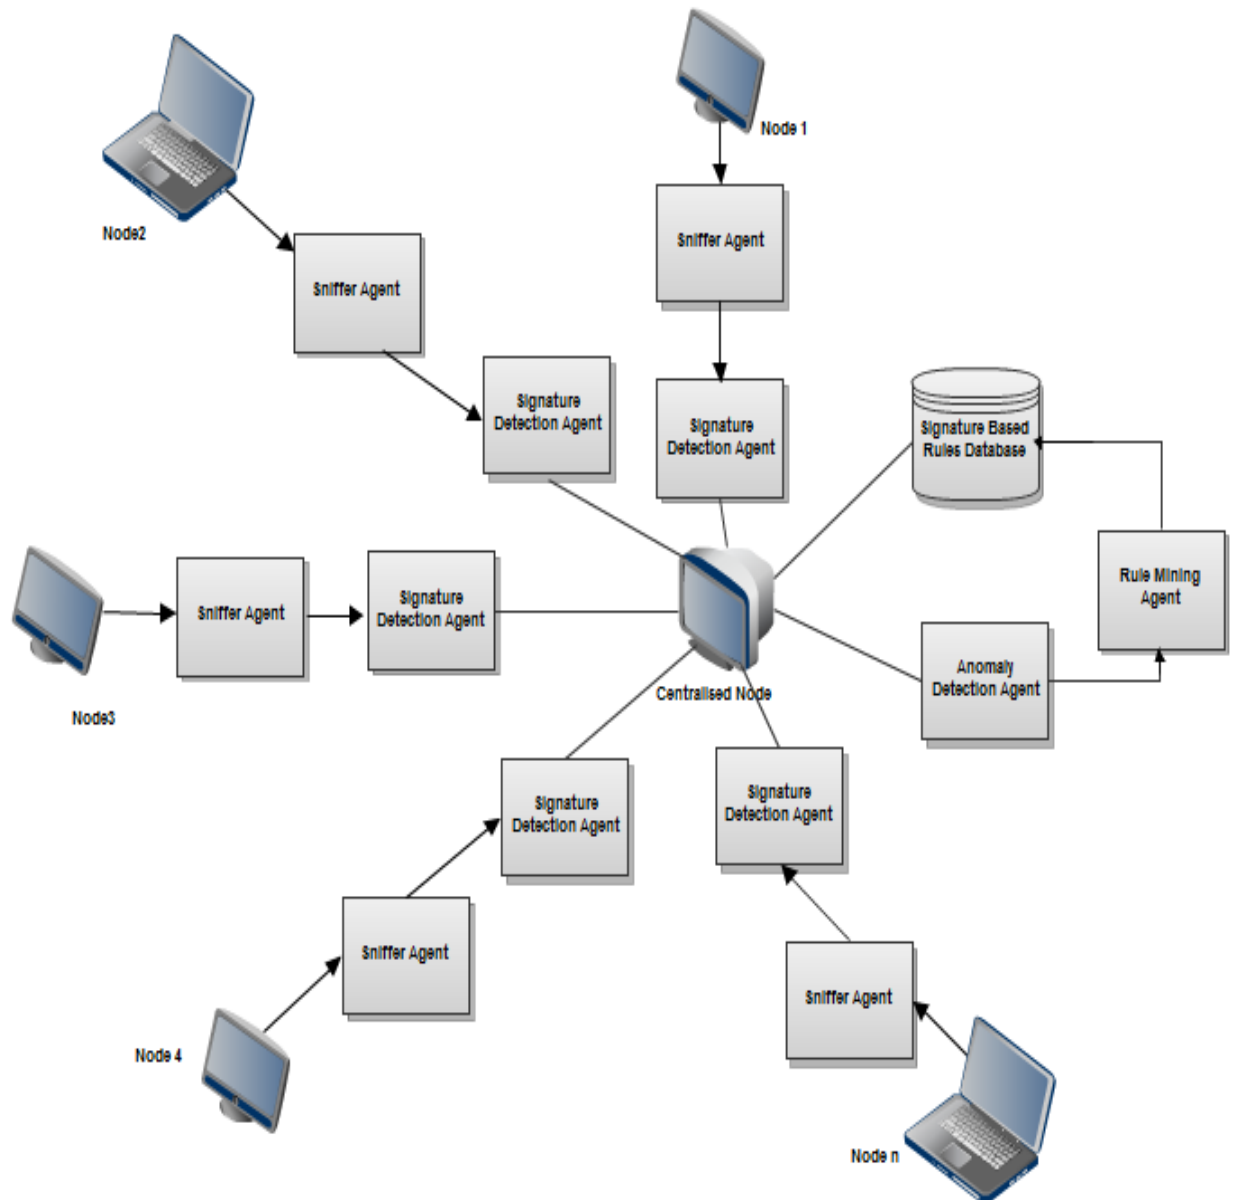 Node 1
Node2
Sniffer Agent
Sniffer Agent
Signature
Detection Agent
Signature
Detection Agent
Signature Based
Rules Database
Rule Mining
Agent
Sniffer Agent
Signature
Detection Agent
Node3
Centralised Node
Anomaly
Detection Agent
Signature
Detection Agent
Signature
Detection Agent
Sniffer Agent
Sniffer Agent
Node 4
Node n